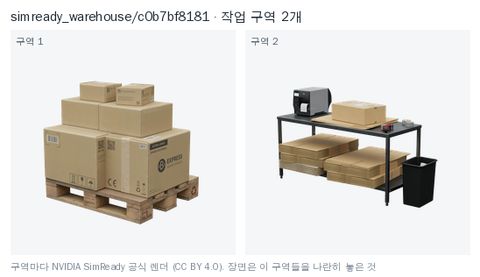 simready_warehouse/c0b7bf8181 · 작업 구역 2개
구역 1
구역 2
EXPRESS
구역마다 NVIDIA SimReady 공식 렌더 (CC BY 4.0). 장면은 이 구역들을 나란히 놓은 것